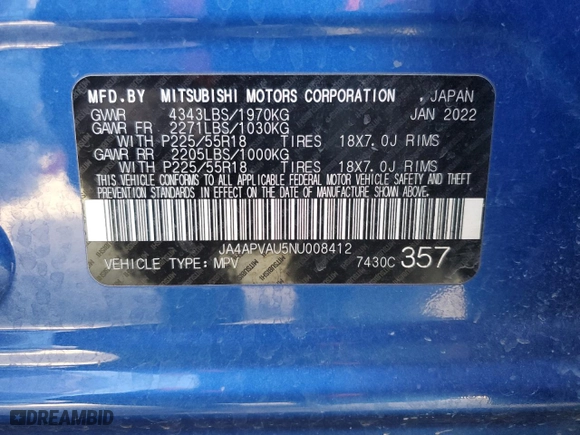 MFD.BY MITSUBISHI MOTORS CORPORATION , JAPAN
GVWR 4343LBS/1970KG JAN 2022
GAWR FR 2271LBS/1030KG
WITH P225/55R18 TIRES 18X7.0J RIMS
GAWR RR 2205LBS/1000KG
WITH P225/55R18 TIRES 18X7.0J RIMS
THIS VEHICLE CONFORMS TO ALL APPLICABLE FEDERAL MOTOR VEHICLE SAFETY AND
THEFT PREVENTION STANDARDS IN EFFECT ON THE DATE OF MANUFACTURE SHOWN ABOVE.
JA4APVAU5NU008412
VEHICLE TYPE: MPV 7430C 357
DREAMBID